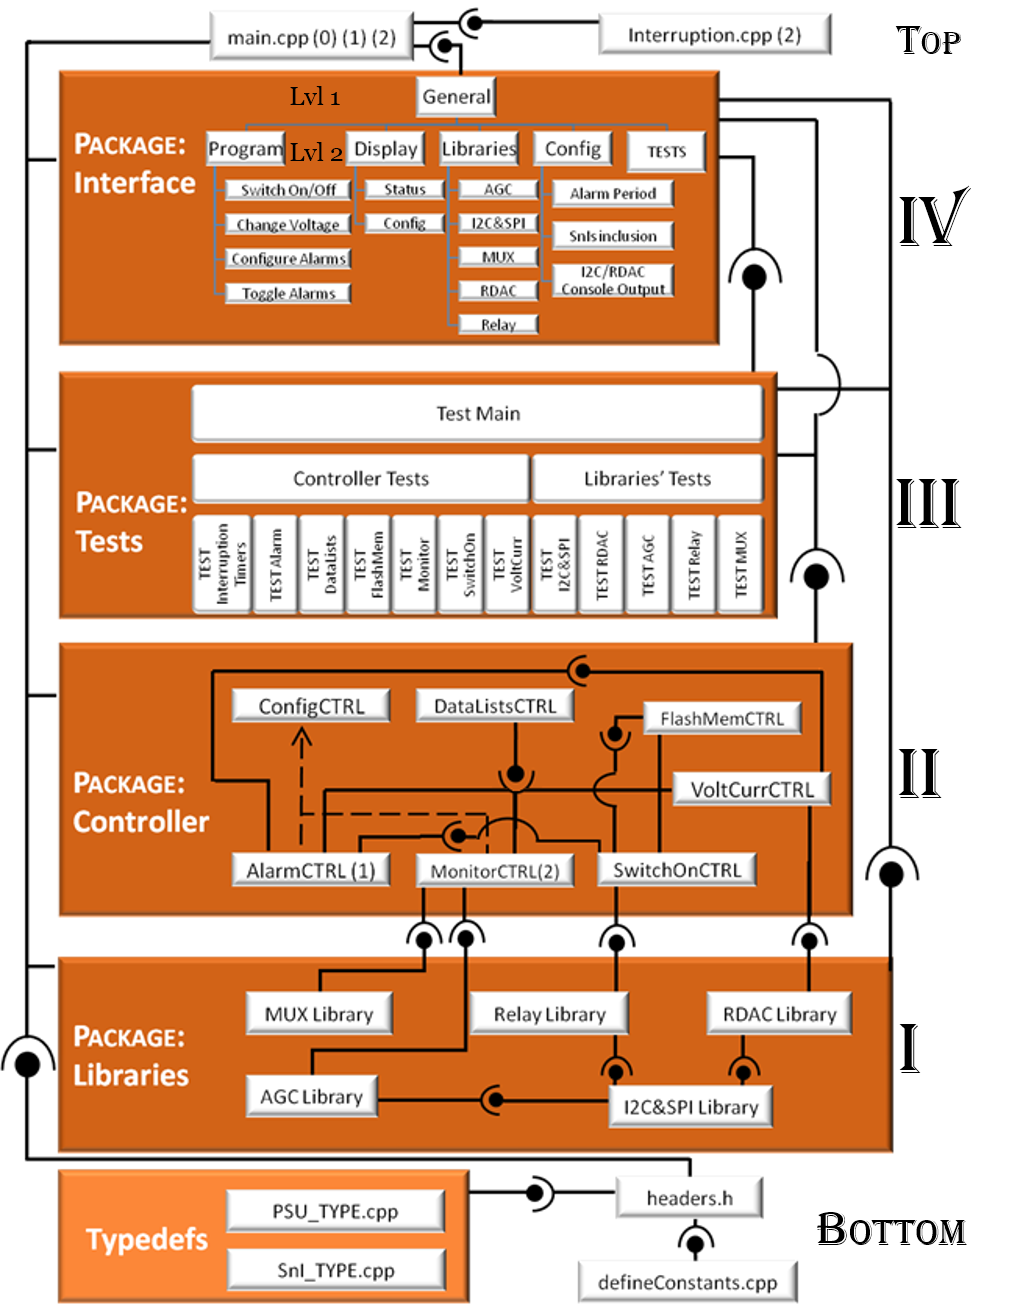 main.cpp (0) (1) (2)
Interruption.cpp (2)
Top
Lvl 1
General
Package:
Interface
Program
Lvl 2
Display
Libraries
Config
TESTS
Switch On/Off
Change Voltage
Configure Alarms
Toggle Alarms
Status
Config
AGC
I2C&SPI
MUX
RDAC
Relay
Alarm Period
SnIs inclusion
I2C/RDAC
Console Output
IV
Package:
Tests
Test Main
Controller Tests
Libraries' Tests
TEST
Interruption
Timers
TEST Alarm
TEST
DataLists
TEST
FlashMem
TEST
Monitor
TEST
SwitchOn
TEST
VoltCurr
TEST
I2C&SPI
TEST RDAC
TEST AGC
TEST Relay
TEST MUX
III
Package:
Controller
ConfigCTRL
DataListsCTRL
FlashMemCTRL
VoltCurrCTRL
AlarmCTRL (1)
MonitorCTRL(2)
SwitchOnCTRL
II
Package:
Libraries
MUX Library
Relay Library
RDAC Library
AGC Library
I2C&SPI Library
I
Typedefs
PSU_TYPE.cpp
SnI_TYPE.cpp
headers.h
defineConstants.cpp
Bottom